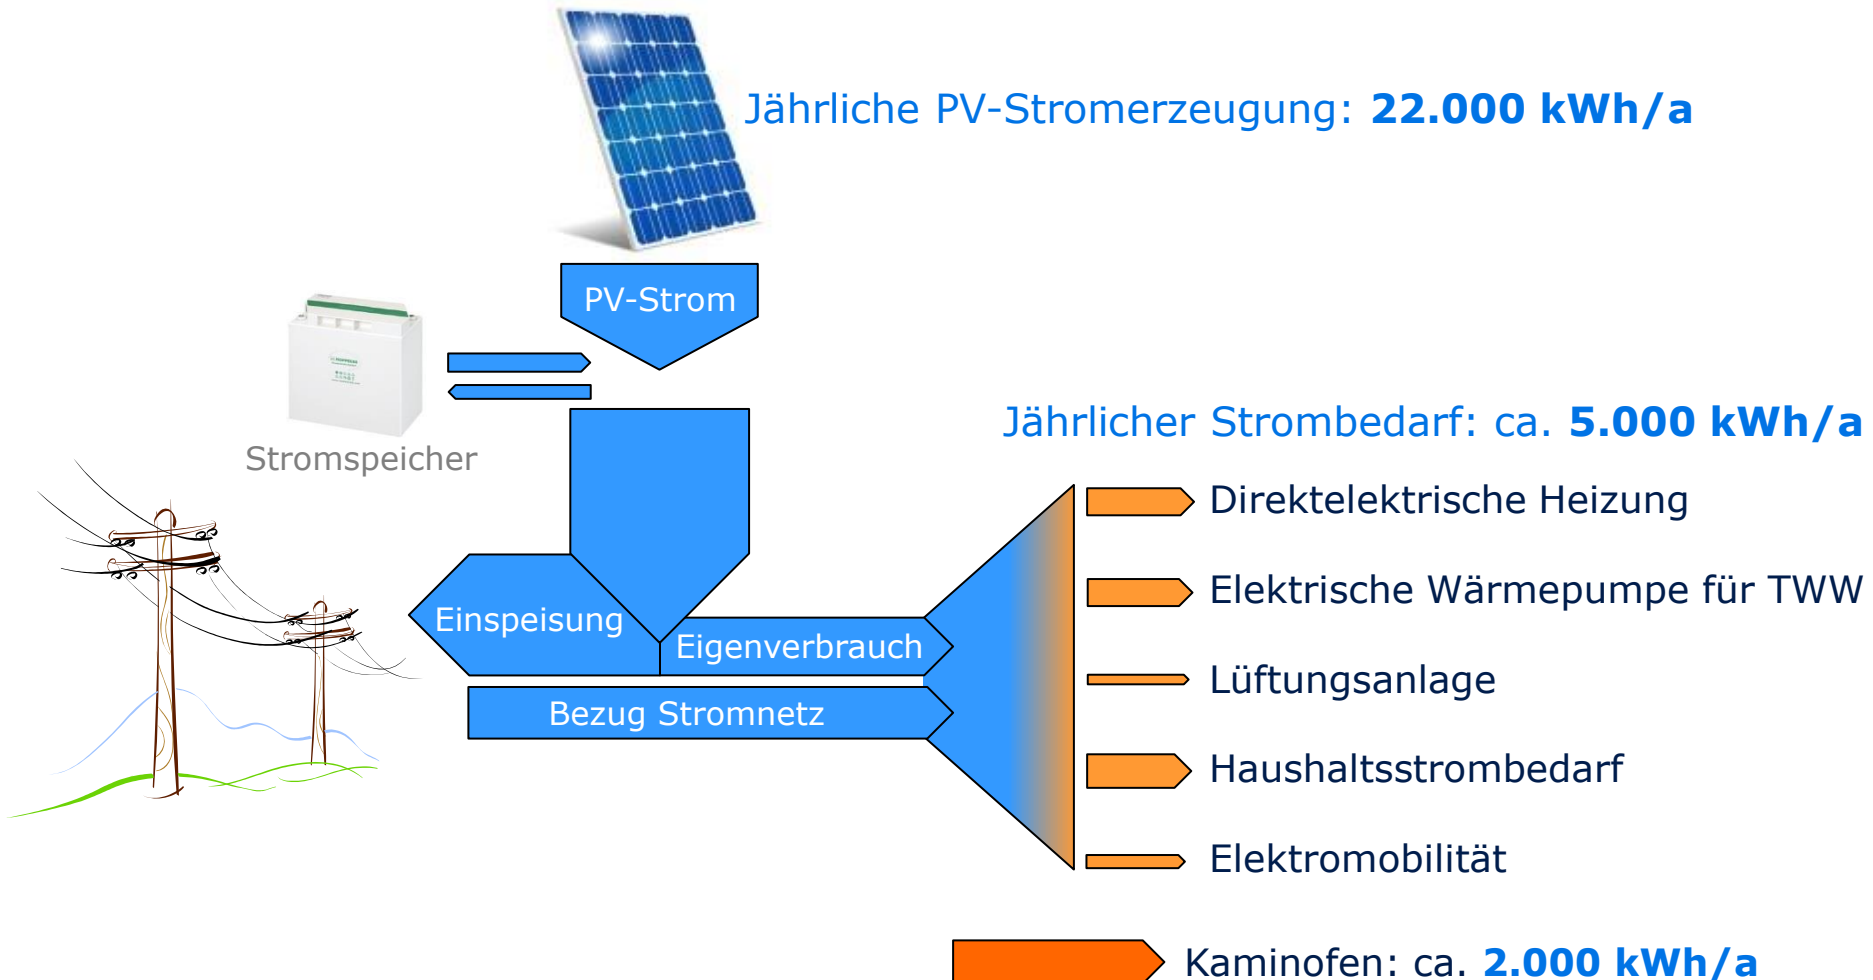 Jährliche PV-Stromerzeugung: 22.000 kWh/a
PV-Strom
Stromspeicher
Jährlicher Strombedarf: ca. 5.000 kWh/a
Direktelektrische Heizung
Elektrische Wärmepumpe für TWW
Einspeisung
Eigenverbrauch
Lüftungsanlage
Bezug Stromnetz
Haushaltsstrombedarf
Elektromobilität
Kaminofen: ca. 2.000 kWh/a